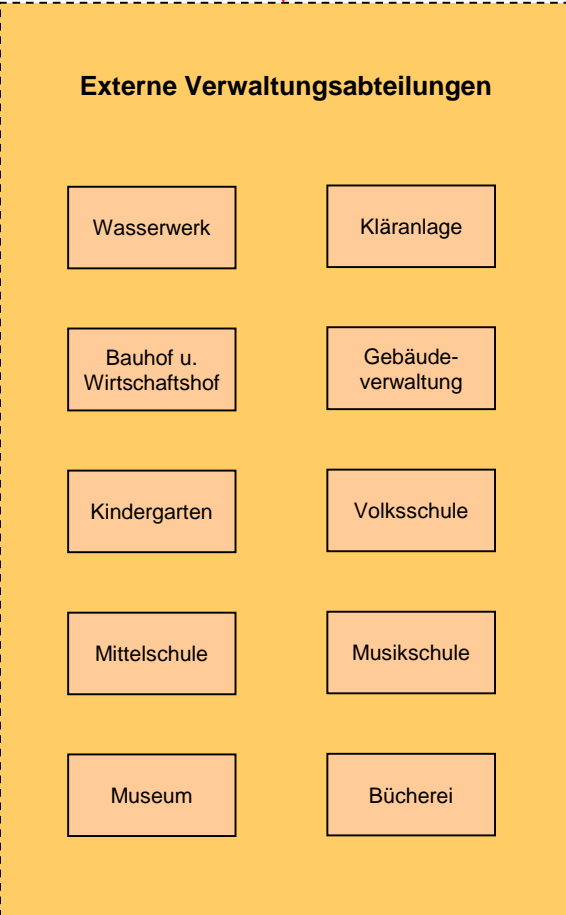 Externe Verwaltungsabteilungen
Wasserwerk
Kläranlage
Bauhof u.
Wirtschaftshof
Gebäude-
verwaltung
Kindergarten
Volksschule
Mittelschule
Musikschule
Museum
Bücherei